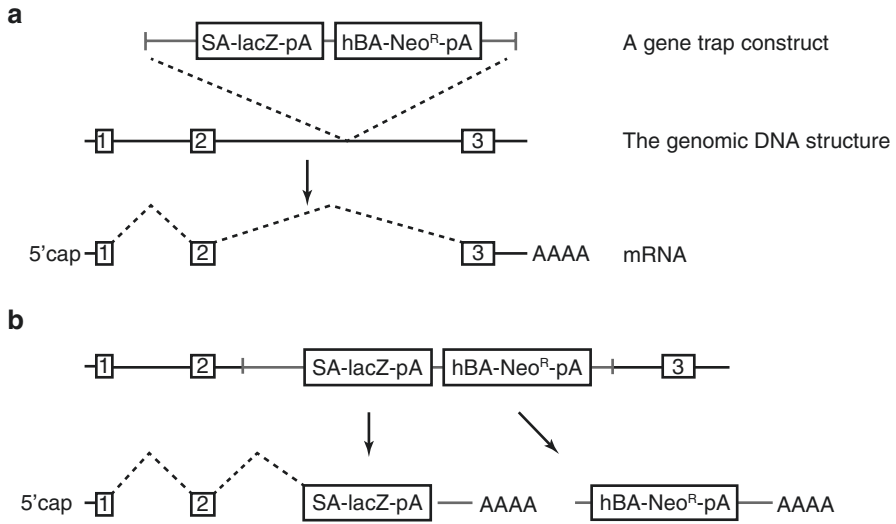 a
SA-lacZ-pA hBA-Neoᴿ-pA A gene trap construct
1 2 3 The genomic DNA structure
5'cap 1 2 3 AAAA mRNA
b
1 2 SA-lacZ-pA hBA-Neoᴿ-pA 3
5'cap 1 2 SA-lacZ-pA AAAA hBA-Neoᴿ-pA AAAA